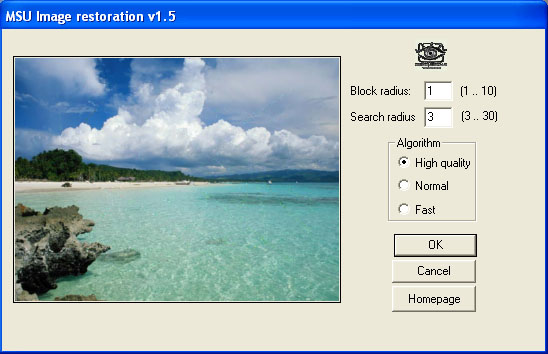 MSU Image restoration v1.5
Block radius: 1 (1 .. 10)
Search radius 3 (3 .. 30)
Algorithm
High quality
Normal
Fast
OK
Cancel
Homepage